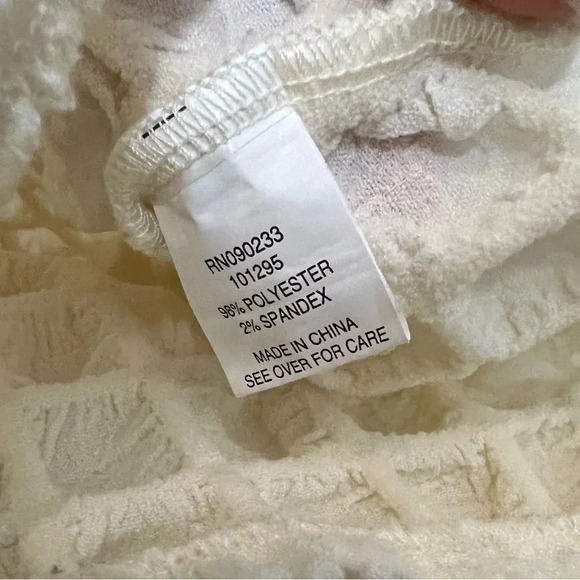 RN090233
101295
98% POLYESTER
2% SPANDEX
MADE IN CHINA
SEE OVER FOR CARE